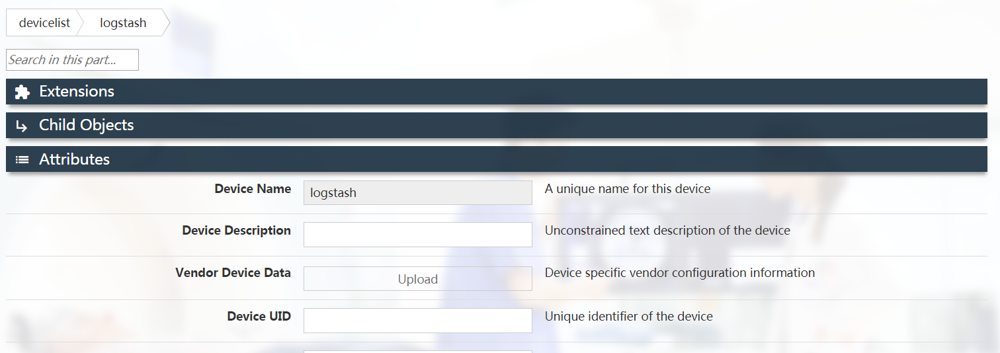 devicelist logstash
Search in this part...
Extensions
Child Objects
Attributes
Device Name logstash A unique name for this device
Device Description Unconstrained text description of the device
Vendor Device Data Upload Device specific vendor configuration information
Device UID Unique identifier of the device